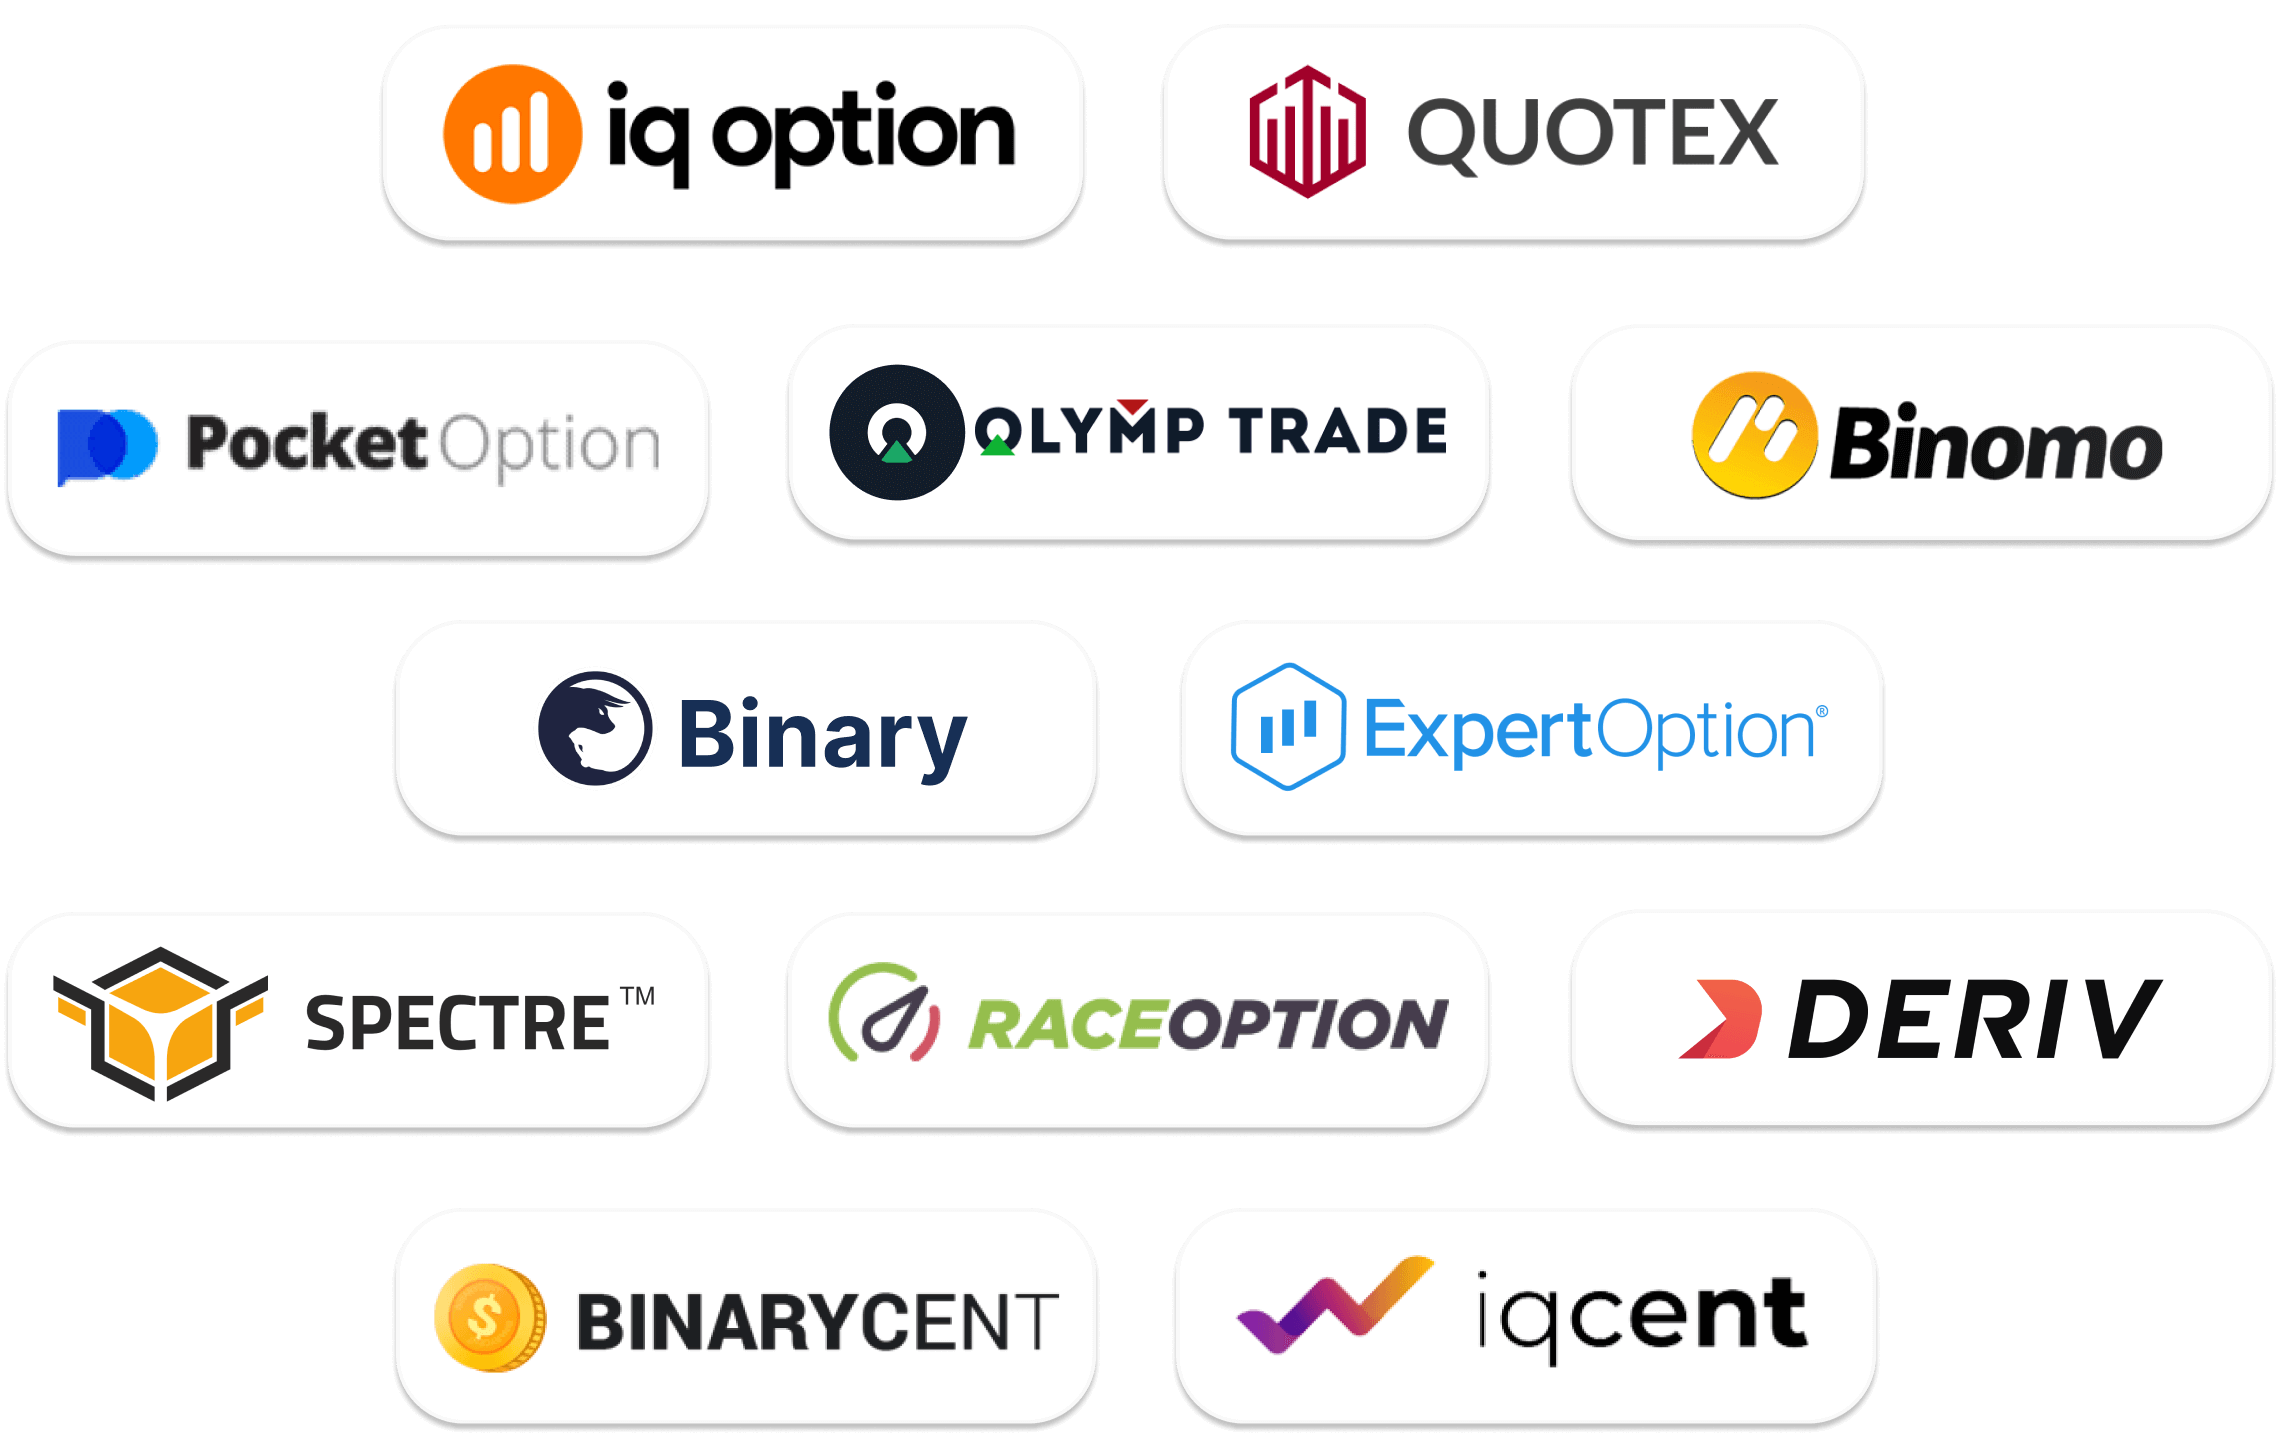 iq option
QUOTEX
Pocket Option
OLYMP TRADE
Binomo
Binary
ExpertOption®
SPECTRE™
RACEOPTION
DERIV
BINARYCENT
iqcent